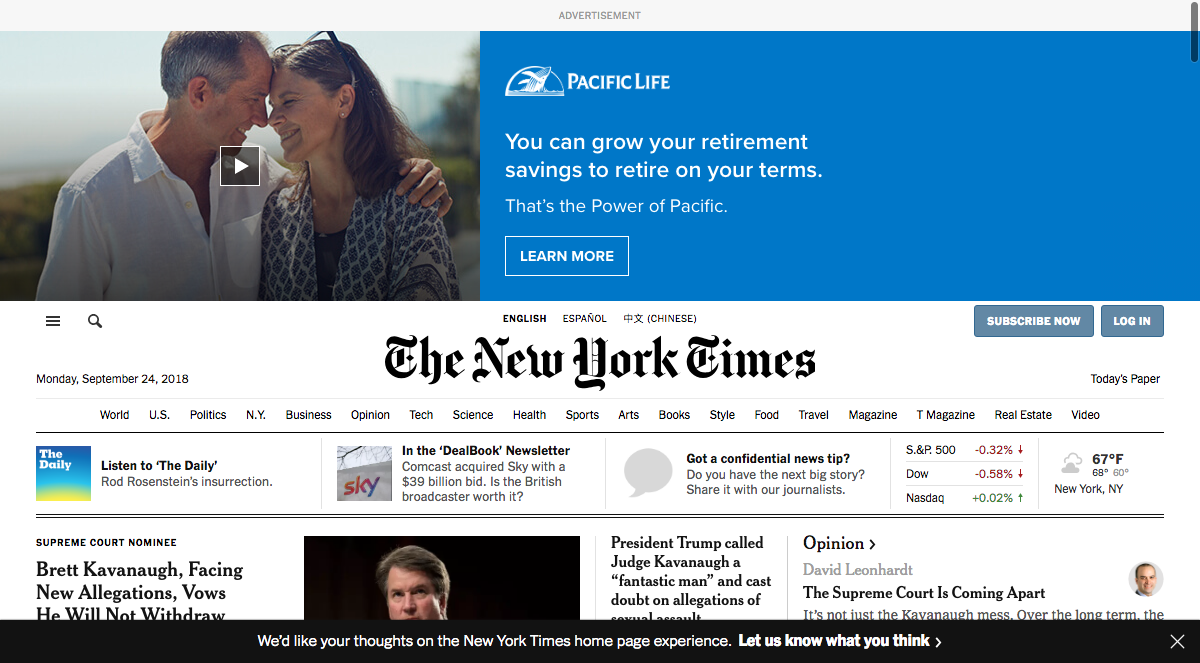 ADVERTISEMENT
PACIFIC LIFE
You can grow your retirement
savings to retire on your terms.
That's the Power of Pacific.
LEARN MORE
ENGLISH ESPAÑOL 中文 (CHINESE)
SUBSCRIBE NOW LOG IN
The New York Times
Monday, September 24, 2018
Today's Paper
World U.S. Politics N.Y. Business Opinion Tech Science Health Sports Arts Books Style Food Travel Magazine T Magazine Real Estate Video
The
Daily
Listen to ‘The Daily’
Rod Rosenstein's insurrection.
sky
In the ‘DealBook’ Newsletter
Comcast acquired Sky with a
$39 billion bid. Is the British
broadcaster worth it?
Got a confidential news tip?
Do you have the next big story?
Share it with our journalists.
S.&P. 500 -0.32% ↓
Dow -0.58% ↓
Nasdaq +0.02% ↑
67°F
68° 60°
New York, NY
SUPREME COURT NOMINEE
Brett Kavanaugh, Facing
New Allegations, Vows
He Will Not Withdraw
President Trump called
Judge Kavanaugh a
“fantastic man” and cast
doubt on allegations of
sexual assault
Opinion >
David Leonhardt
The Supreme Court Is Coming Apart
It's not just the Kavanaugh mess. Over the long term, the
We'd like your thoughts on the New York Times home page experience. Let us know what you think >